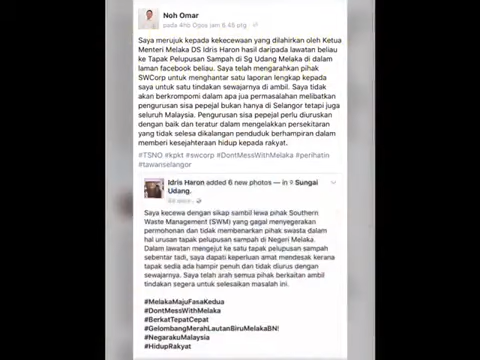 Noh Omar
pada 4hb Ogos jam 6.45 ptg
Saya merujuk kepada kekecewaan yang dilahirkan oleh Ketua
Menteri Melaka DS Idris Haron hasil daripada lawatan beliau
ke Tapak Pelupusan Sampah di Sg Udang Melaka di dalam
laman facebook beliau. Saya telah mengarahkan pihak
SWCorp untuk menghantar satu laporan lengkap kepada
saya untuk satu tindakan sewajarnya di ambil. Saya tidak
akan berkrompomi dalam apa jua permasalahan melibatkan
pengurusan sisa pepejal bukan hanya di Selangor tetapi juga
seluruh Malaysia. Pengurusan sisa pepejal perlu diuruskan
dengan baik dan teratur dalam mengelakkan persekitaran
yang tidak selesa dikalangan penduduk berhampiran dalam
memberi kesejahteraan hidup kepada rakyat.
#TSNO #kpkt #swcorp #DontMessWithMelaka #perihatin
#tawanselangor
Idris Haron added 6 new photos — in Sungai
Udang.
Saya kecewa dengan sikap sambil lewa pihak Southern
Waste Management (SWM) yang gagal menyegerakan
permohonan dan tidak membenarkan pihak swasta dalam
hal urusan tapak pelupusan sampah di Negeri Melaka.
Dalam lawatan mengejut ke satu tapak pelupusan sampah
sebentar tadi, saya dapati keperluan amat mendesak kerana
tapak sedia ada hampir penuh dan tidak diurus dengan
sewajarnya. Saya telah arah semua pihak berkaitan ambil
tindakan segera untuk selesaikan masalah ini.
#MelakaMajuFasaKedua
#DontMessWithMelaka
#BerkatTepatCepat
#GelombangMerahLautanBiruMelakaBN!
#NegarakuMalaysia
#HidupRakyat